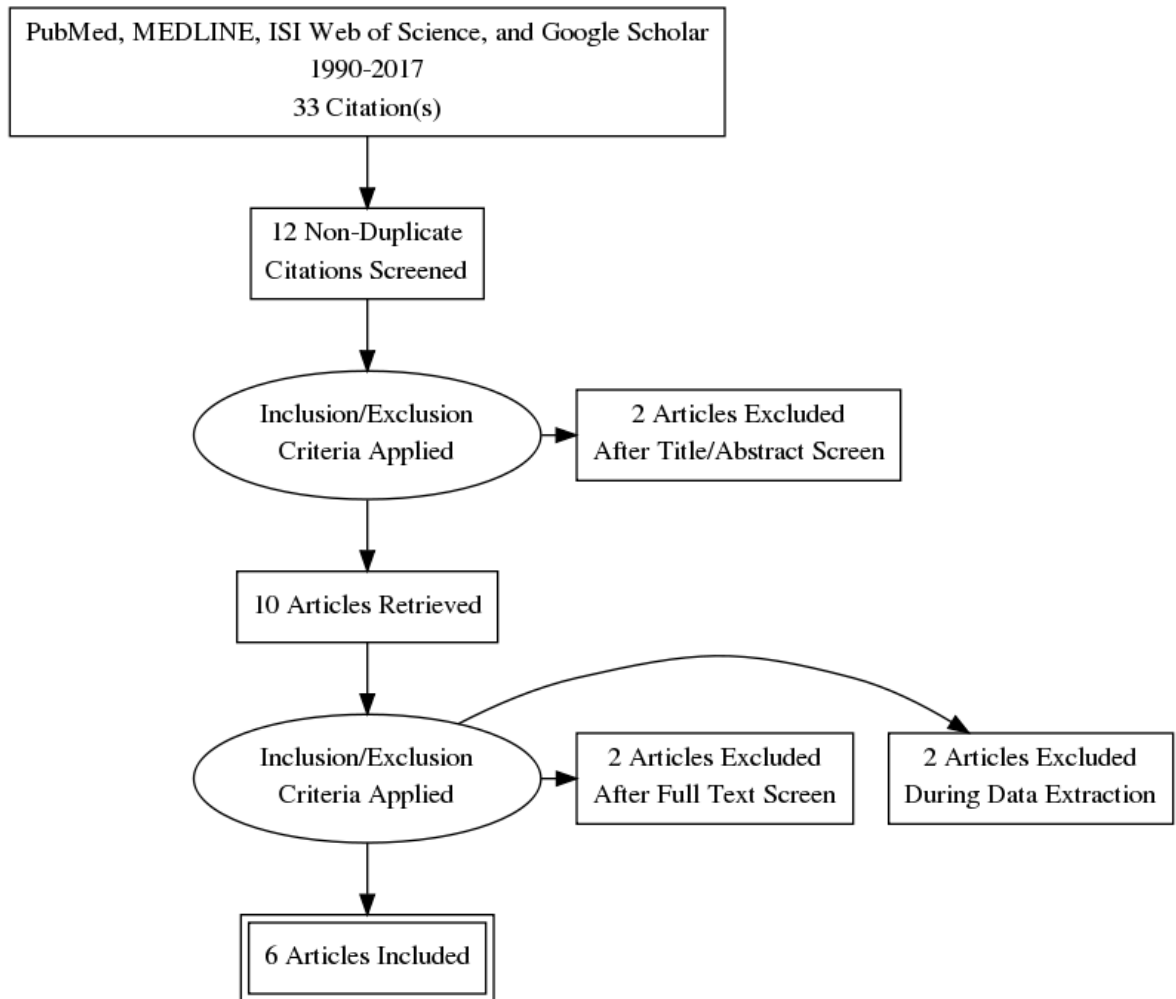 PubMed, MEDLINE, ISI Web of Science, and Google Scholar
1990-2017
33 Citation(s)
12 Non-Duplicate
Citations Screened
Inclusion/Exclusion
Criteria Applied
2 Articles Excluded
After Title/Abstract Screen
10 Articles Retrieved
Inclusion/Exclusion
Criteria Applied
2 Articles Excluded
After Full Text Screen
2 Articles Excluded
During Data Extraction
6 Articles Included